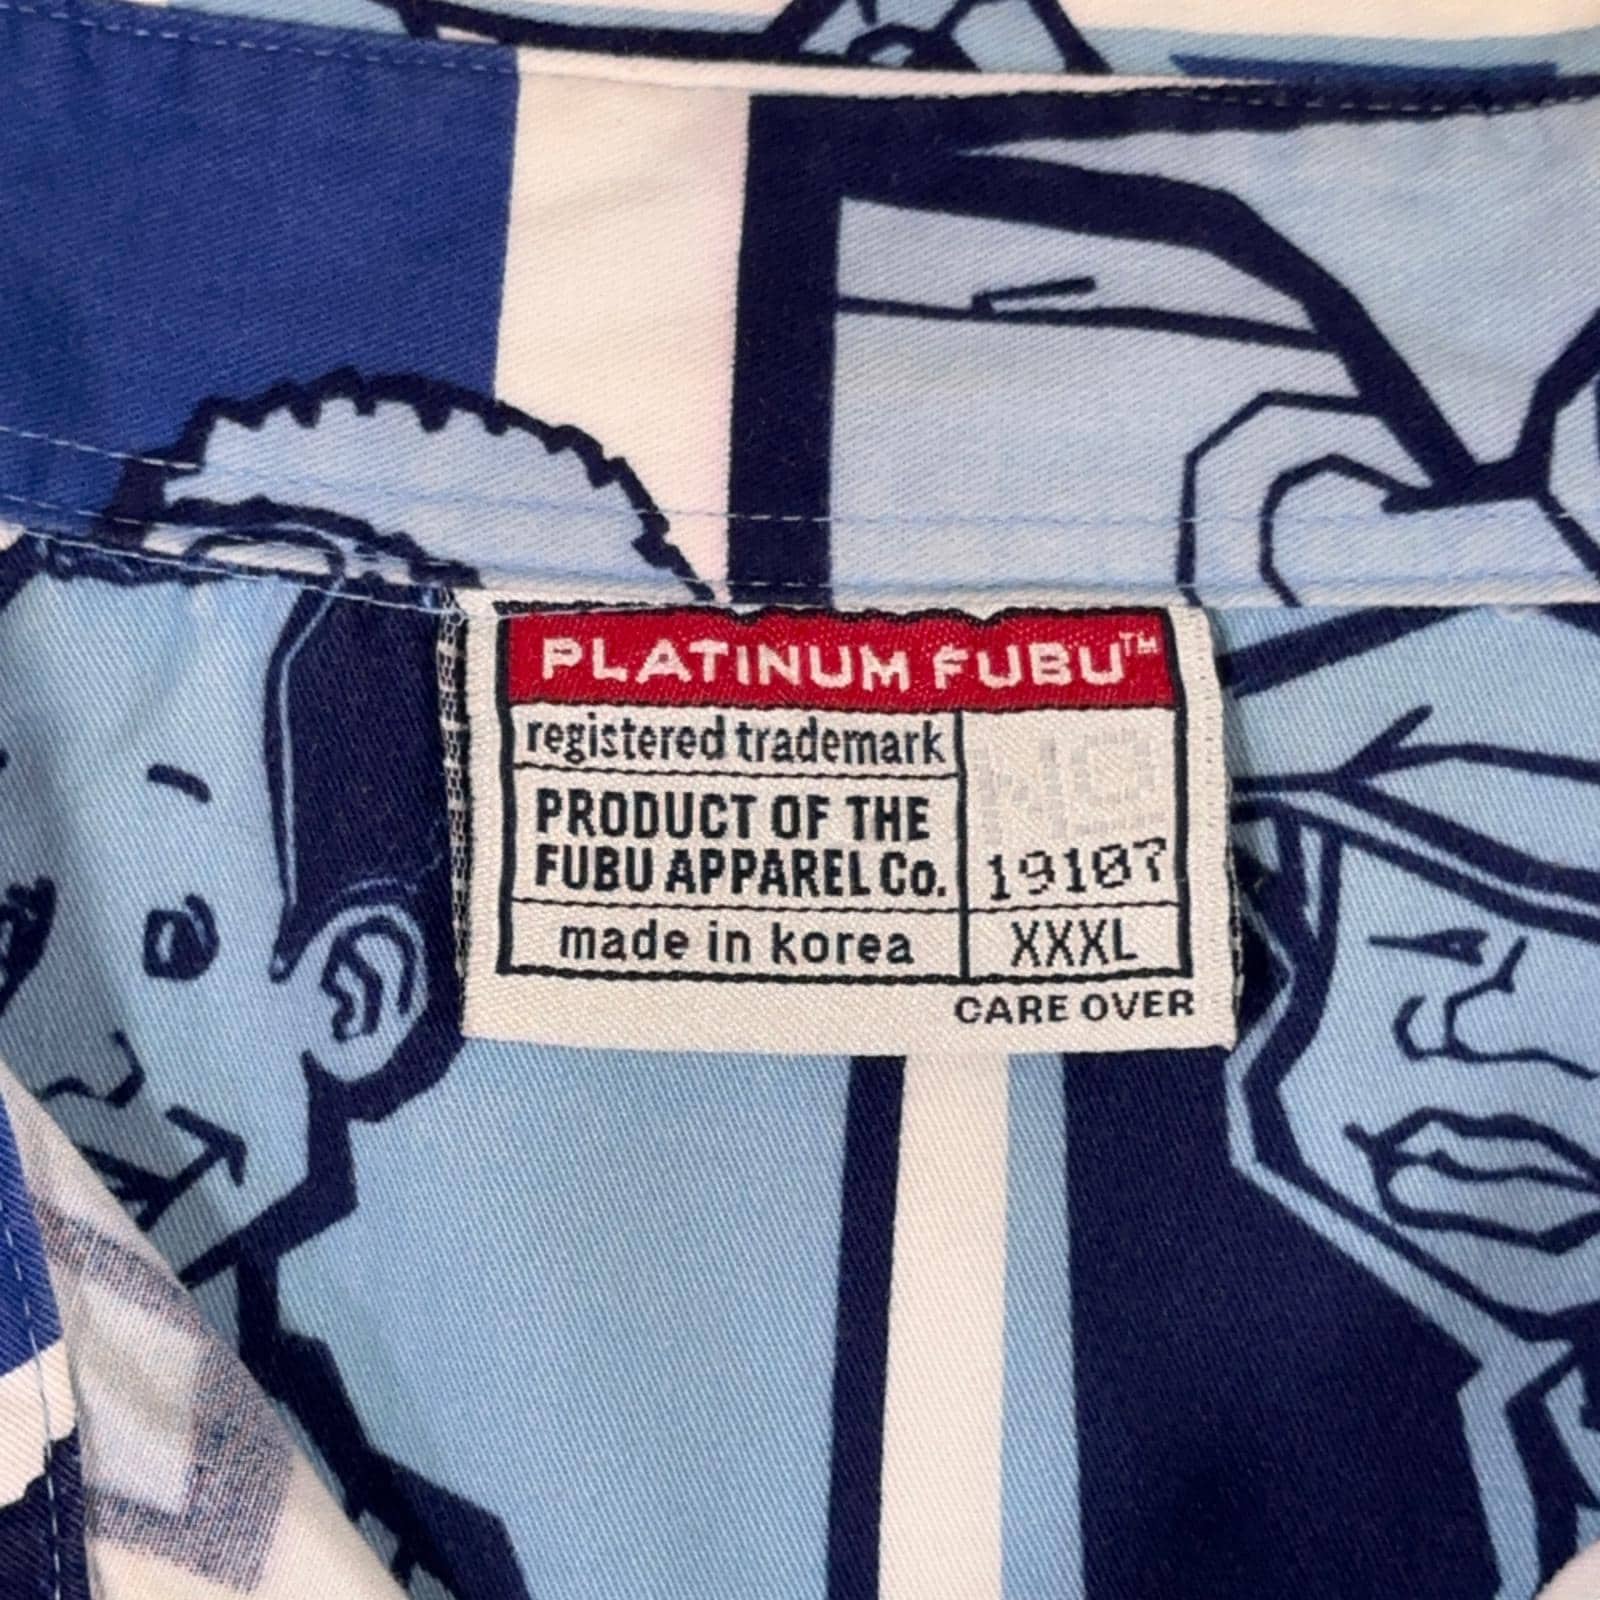 PLATINUM FUBU™
registered trademark
PRODUCT OF THE
FUBU APPAREL Co.
19107
made in korea
XXXL
CARE OVER